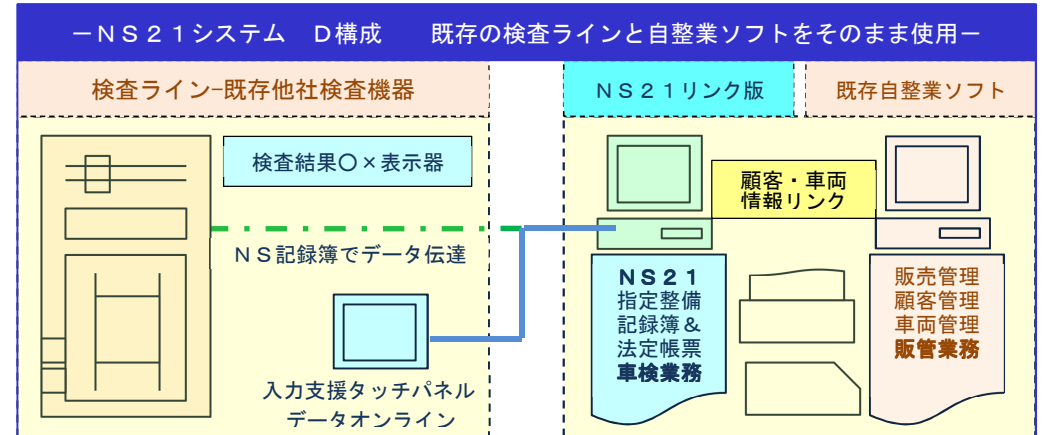 －ＮＳ２１システム　Ｄ構成　　既存の検査ラインと自整業ソフトをそのまま使用－
検査ライン-既存他社検査機器
ＮＳ２１リンク版
既存自整業ソフト
検査結果〇×表示器
ＮＳ記録簿でデータ伝達
入力支援タッチパネル
データオンライン
顧客・車両
情報リンク
ＮＳ２１
指定整備
記録簿＆
法定帳票
車検業務
販売管理
顧客管理
車両管理
販管業務